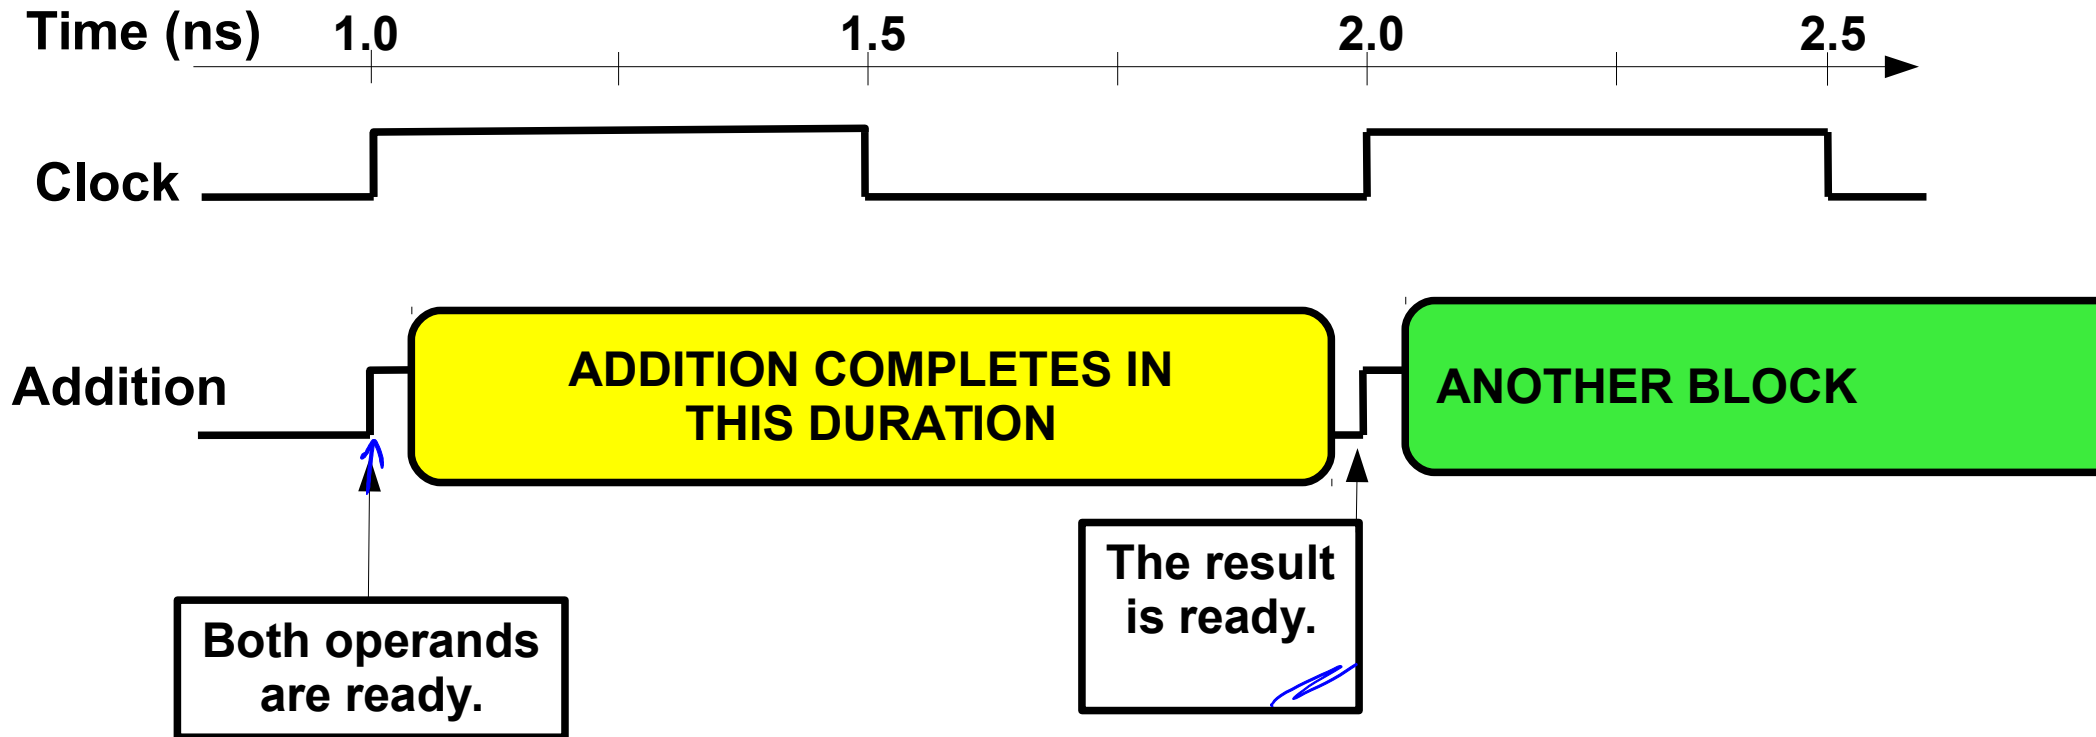 Time (ns) 1.0 1.5 2.0 2.5
Clock
Addition
ADDITION COMPLETES IN
THIS DURATION
ANOTHER BLOCK
Both operands
are ready.
The result
is ready.